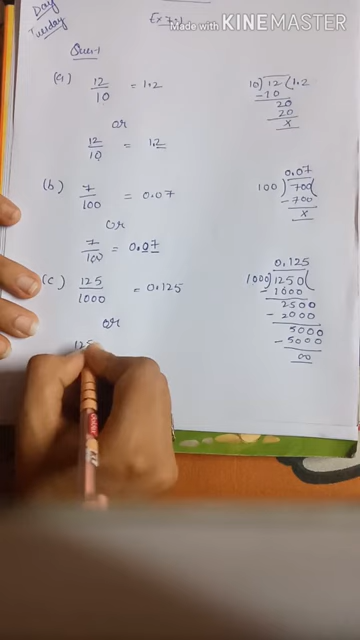 Day
Tuesday
Made with KINEMASTER
Ques-1
(a) 12/10 = 1.2
10) 12 (1.2
-10
20
20
x
or
12/10 = 1.2
(b) 7/100 = 0.07
0.07
100 ) 700(
-700
x
or
7/100 = 0.07
(c) 125/1000 = 0.125
0.125
1000) 1250(
- 1000
2500
- 2000
5000
- 5000
00
or
125